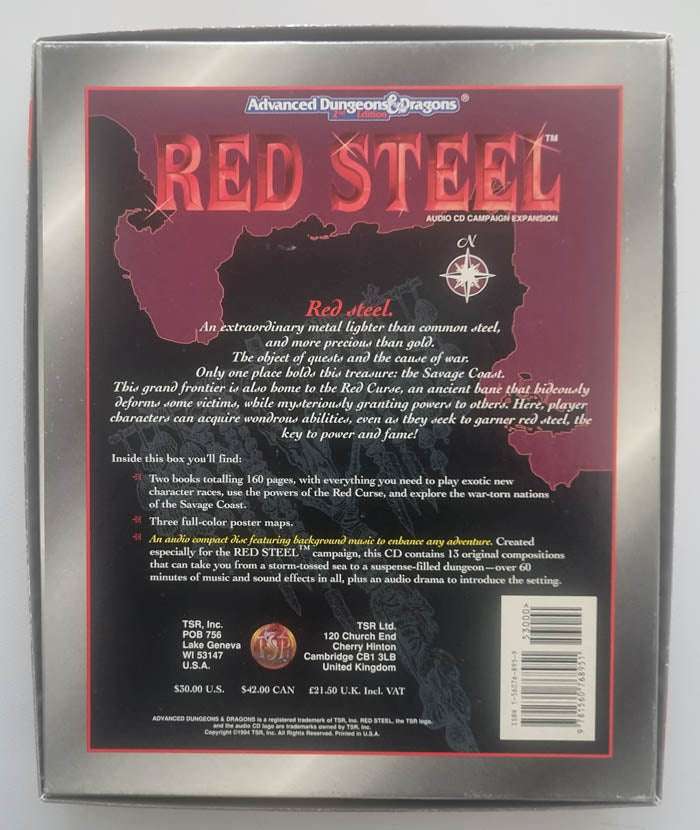 Advanced Dungeons & Dragons ®
2nd Edition
RED STEEL ™
AUDIO CD CAMPAIGN EXPANSION
N
Red steel.
An extraordinary metal lighter than common steel,
and more precious than gold.
The object of quests and the cause of war.
Only one place holds this treasure: the Savage Coast.
This grand frontier is also home to the Red Curse, an ancient bane that hideously
deforms some victims, while mysteriously granting powers to others. Here, player
characters can acquire wondrous abilities, even as they seek to garner red steel, the
key to power and fame!
Inside this box you'll find:
Two books totalling 160 pages, with everything you need to play exotic new
character races, use the powers of the Red Curse, and explore the war-torn nations
of the Savage Coast.
Three full-color poster maps.
An audio compact disc featuring background music to enhance any adventure. Created
especially for the RED STEEL™ campaign, this CD contains 13 original compositions
that can take you from a storm-tossed sea to a suspense-filled dungeon—over 60
minutes of music and sound effects in all, plus an audio drama to introduce the setting.
TSR, Inc.
POB 756
Lake Geneva
WI 53147
U.S.A.
TSR
TSR Ltd.
120 Church End
Cherry Hinton
Cambridge CB1 3LB
United Kingdom
$30.00 U.S. $42.00 CAN £21.50 U.K. Incl. VAT
ADVANCED DUNGEONS & DRAGONS is a registered trademark of TSR, Inc. RED STEEL, the TSR logo,
and the audio CD logo are trademarks owned by TSR, Inc.
Copyright ©1994 TSR, Inc. All Rights Reserved. Printed in U.S.A.
53000>
ISBN 1-56076-895-X
9 781560 768951